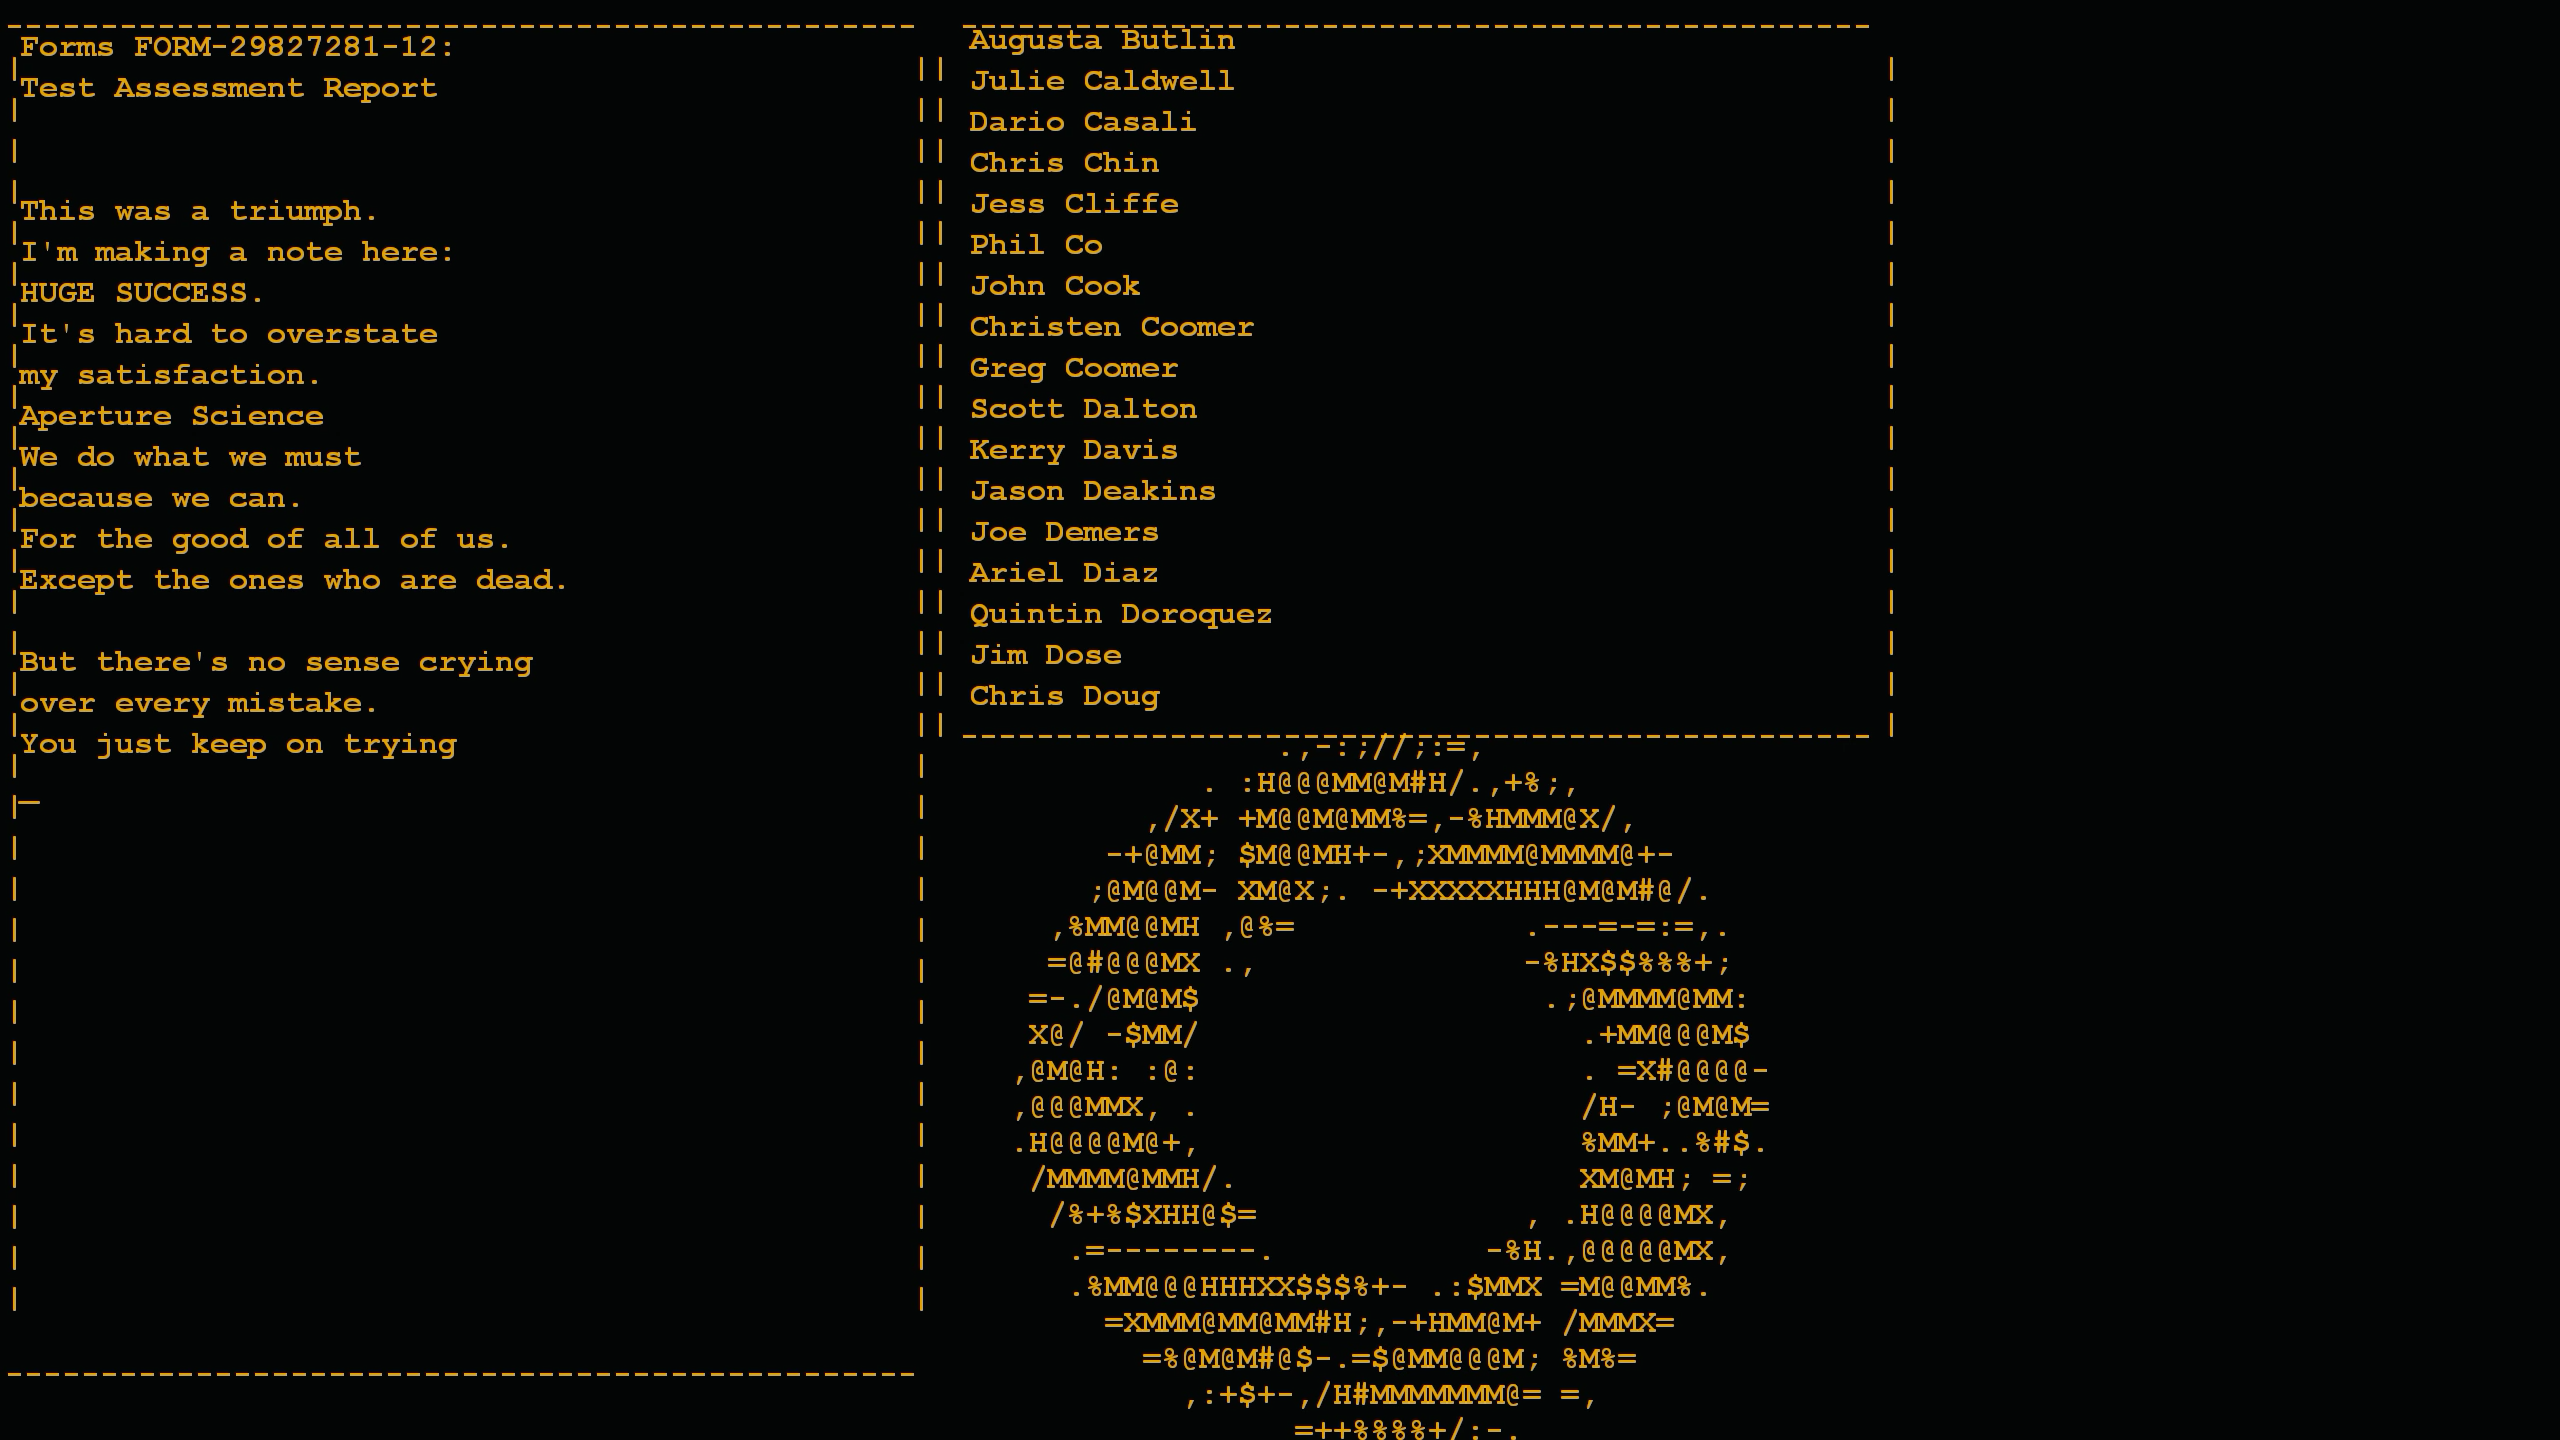 Forms FORM-29827281-12:
Test Assessment Report
This was a triumph.
I'm making a note here:
HUGE SUCCESS.
It's hard to overstate
my satisfaction.
Aperture Science
We do what we must
because we can.
For the good of all of us.
Except the ones who are dead.
But there's no sense crying
over every mistake.
You just keep on trying
Augusta Butlin
Julie Caldwell
Dario Casali
Chris Chin
Jess Cliffe
Phil Co
John Cook
Christen Coomer
Greg Coomer
Scott Dalton
Kerry Davis
Jason Deakins
Joe Demers
Ariel Diaz
Quintin Doroquez
Jim Dose
Chris Doug